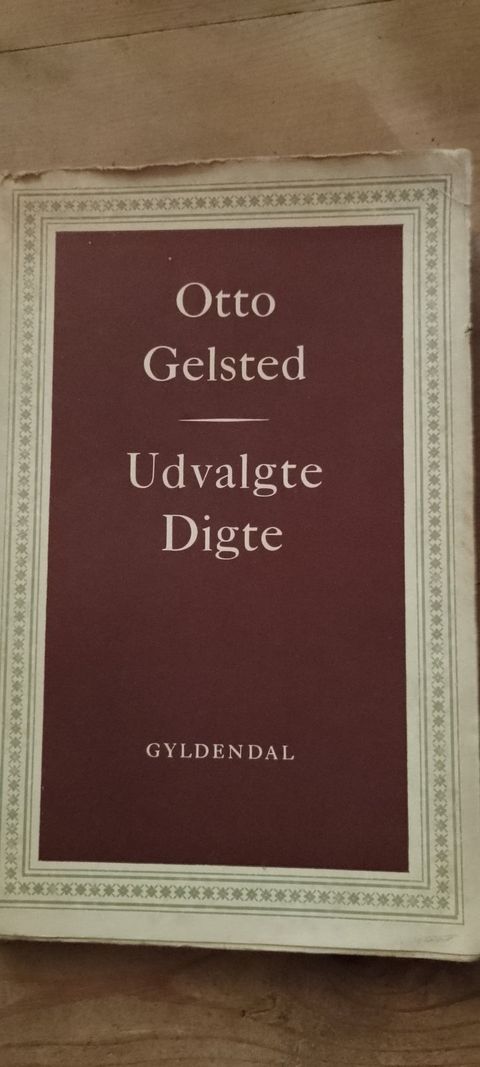 Otto
Gelsted
Udvalgte
Digte
GYLDENDAL